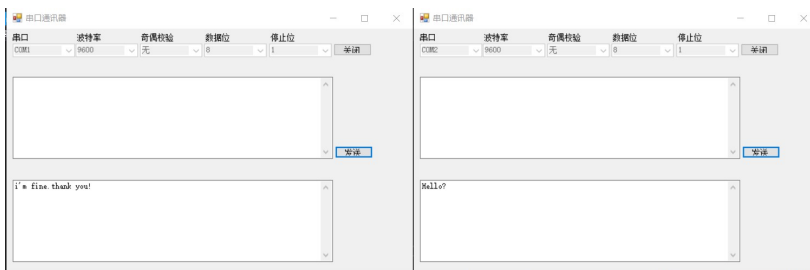 串口通讯器
串口 波特率 奇偶校验 数据位 停止位
COM1 9600 无 8 1 关闭
发送
i'm fine.thank you!
串口通讯器
串口 波特率 奇偶校验 数据位 停止位
COM2 9600 无 8 1 关闭
发送
Hello?